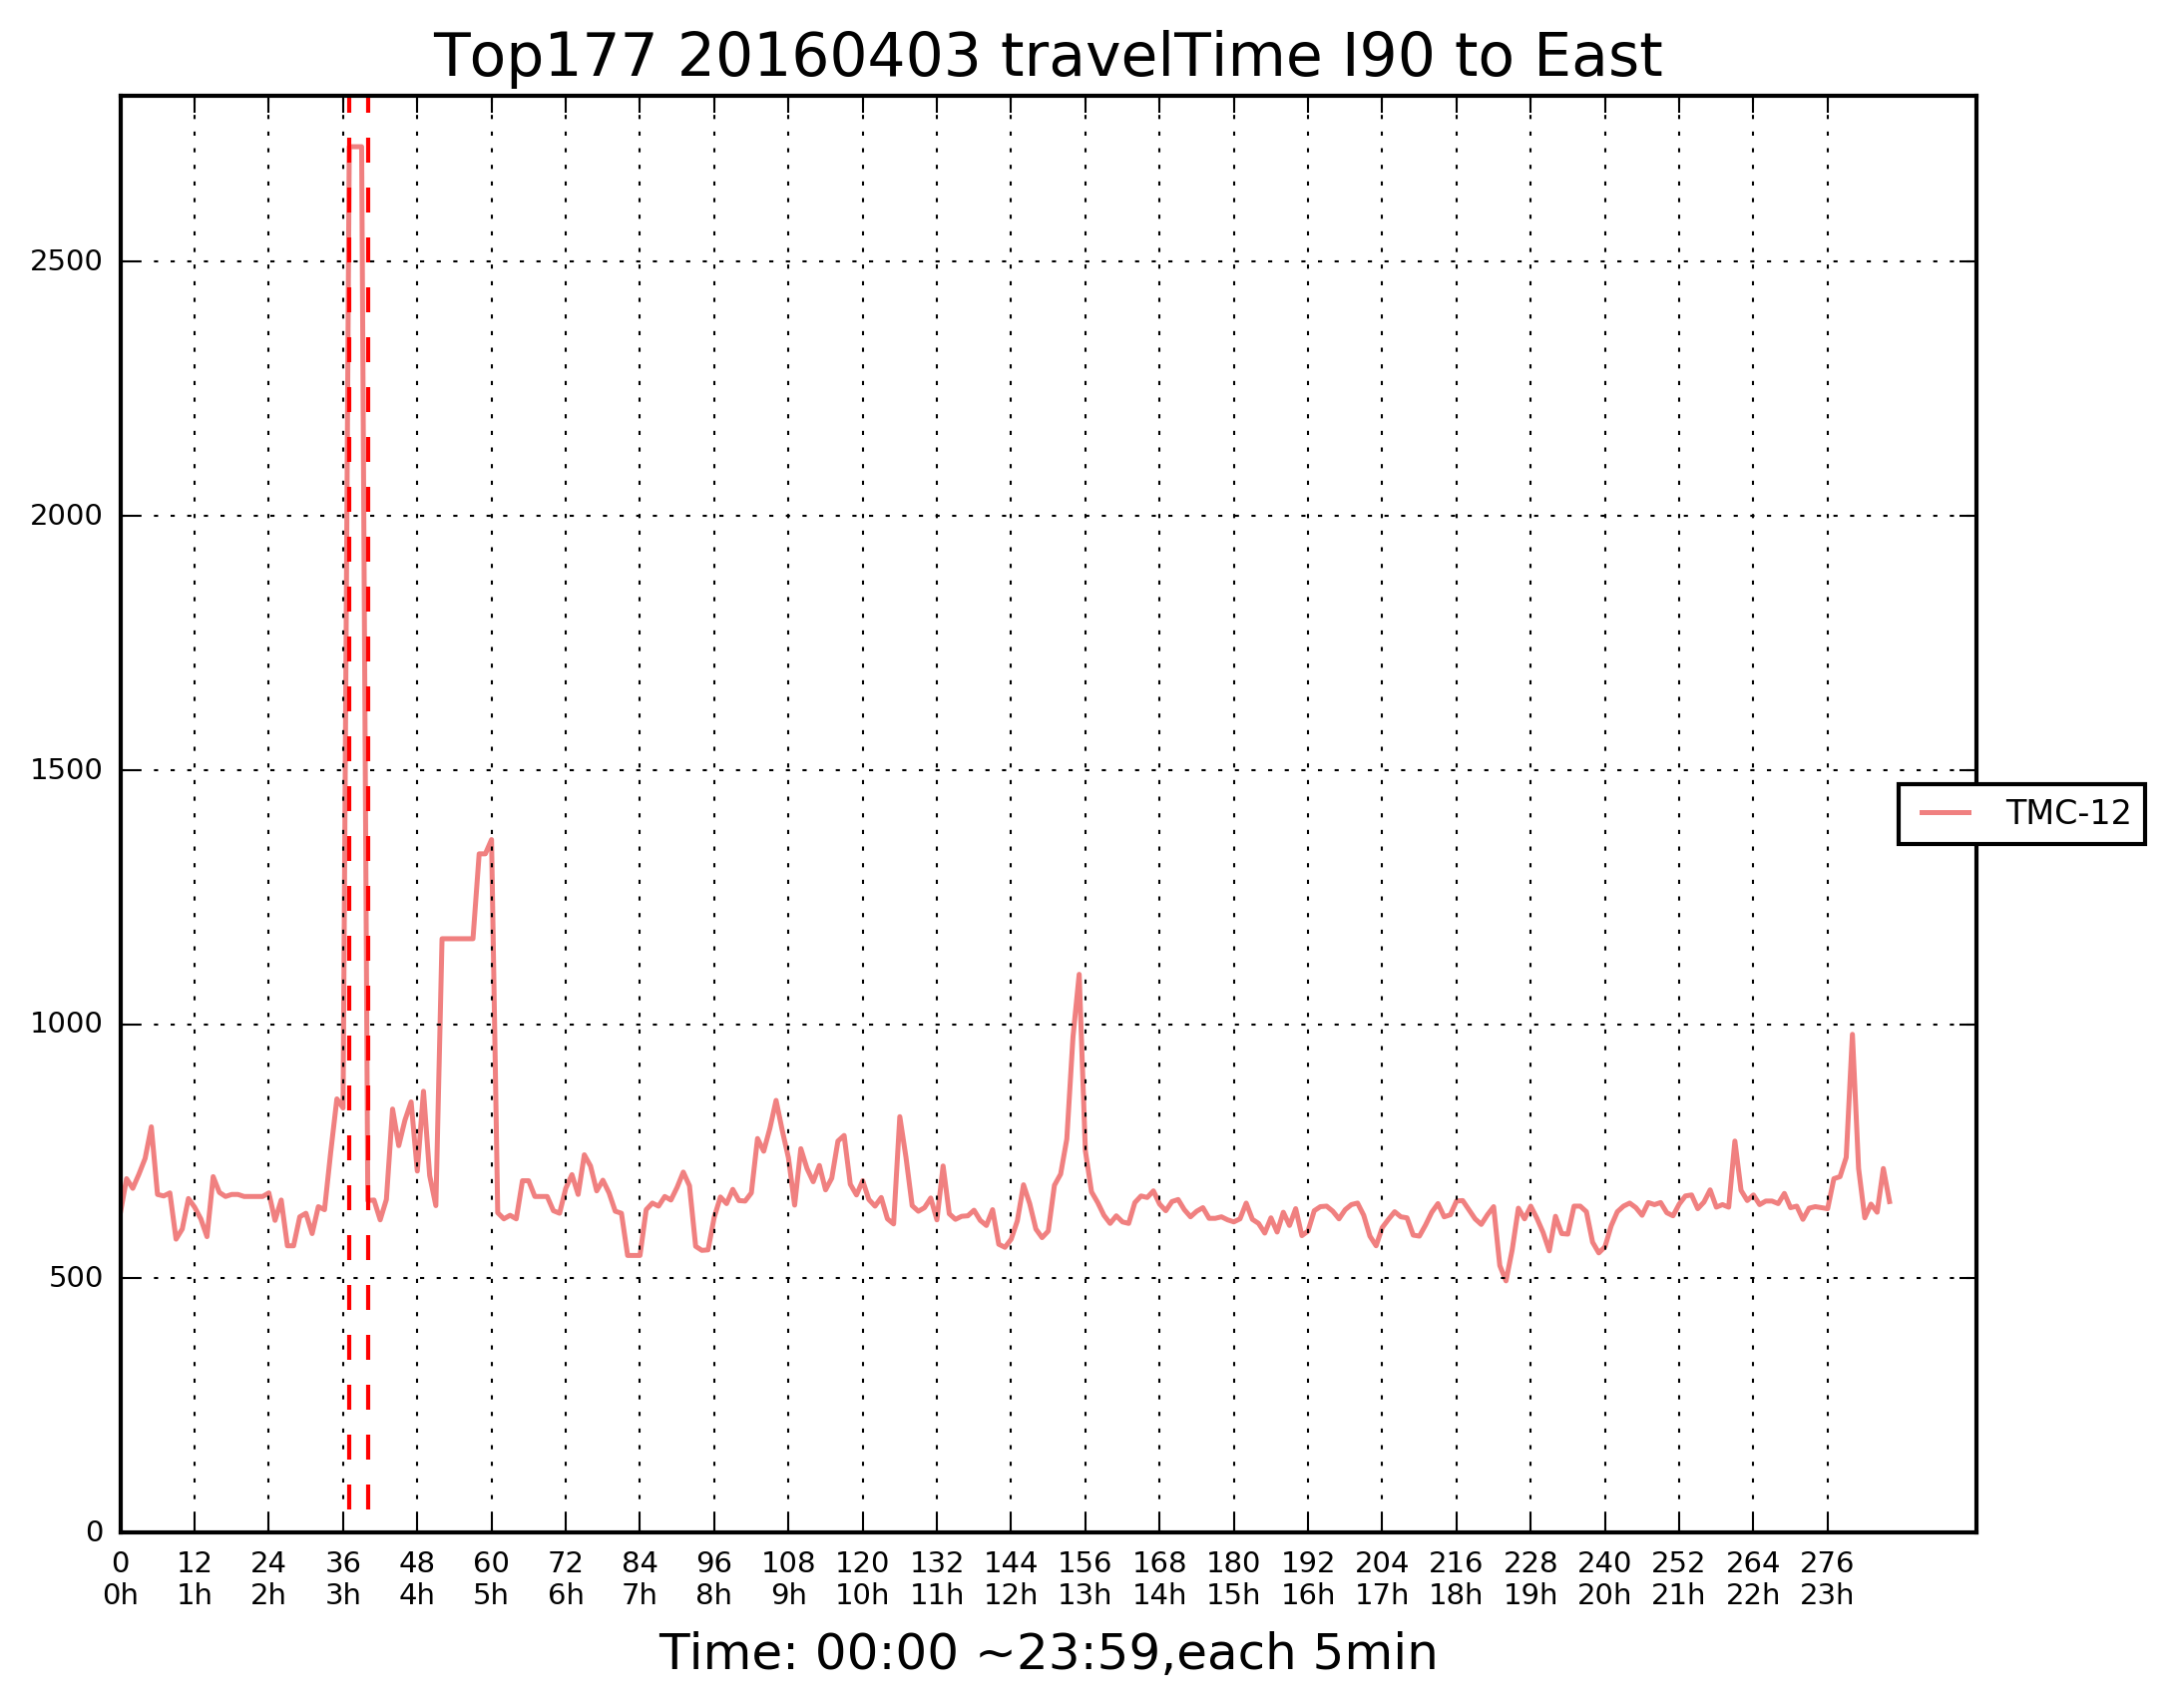 Top177 20160403 travelTime I90 to East
2500
2000
1500
1000
500
0
TMC-12
0 12 24 36 48 60 72 84 96 108 120 132 144 156 168 180 192 204 216 228 240 252 264 276
0h 1h 2h 3h 4h 5h 6h 7h 8h 9h 10h 11h 12h 13h 14h 15h 16h 17h 18h 19h 20h 21h 22h 23h
Time: 00:00 ~23:59,each 5min